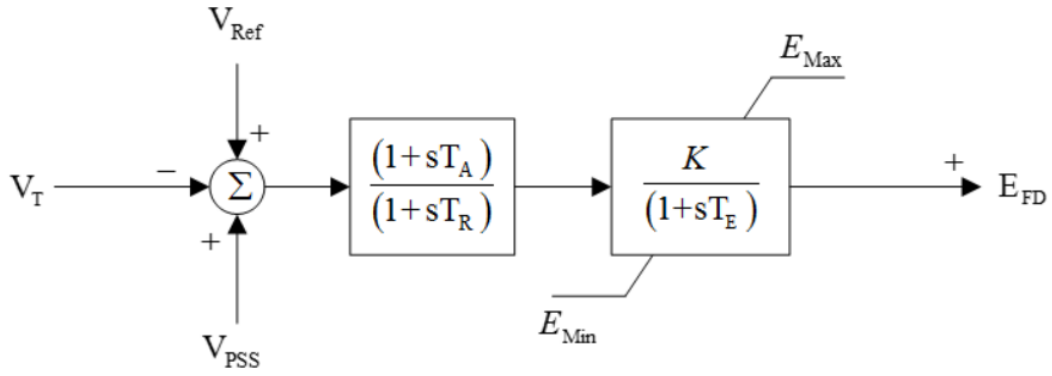 V_Ref
E_Max
+
(1+sT_A)
(1+sT_R)
K
(1+sT_E)
V_T
−
Σ
+
E_FD
+
E_Min
V_PSS